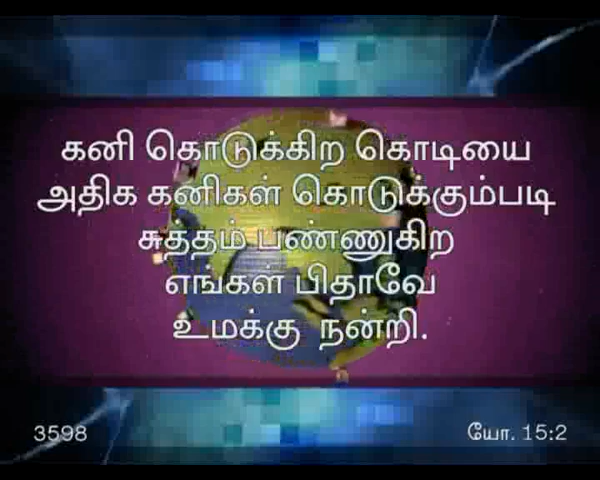 கனி கொடுக்கிற கொடியை
அதிக கனிகள் கொடுக்கும்படி
சுத்தம் பண்ணுகிற
எங்கள் பிதாவே
உமக்கு நன்றி.
3598 யோ. 15:2